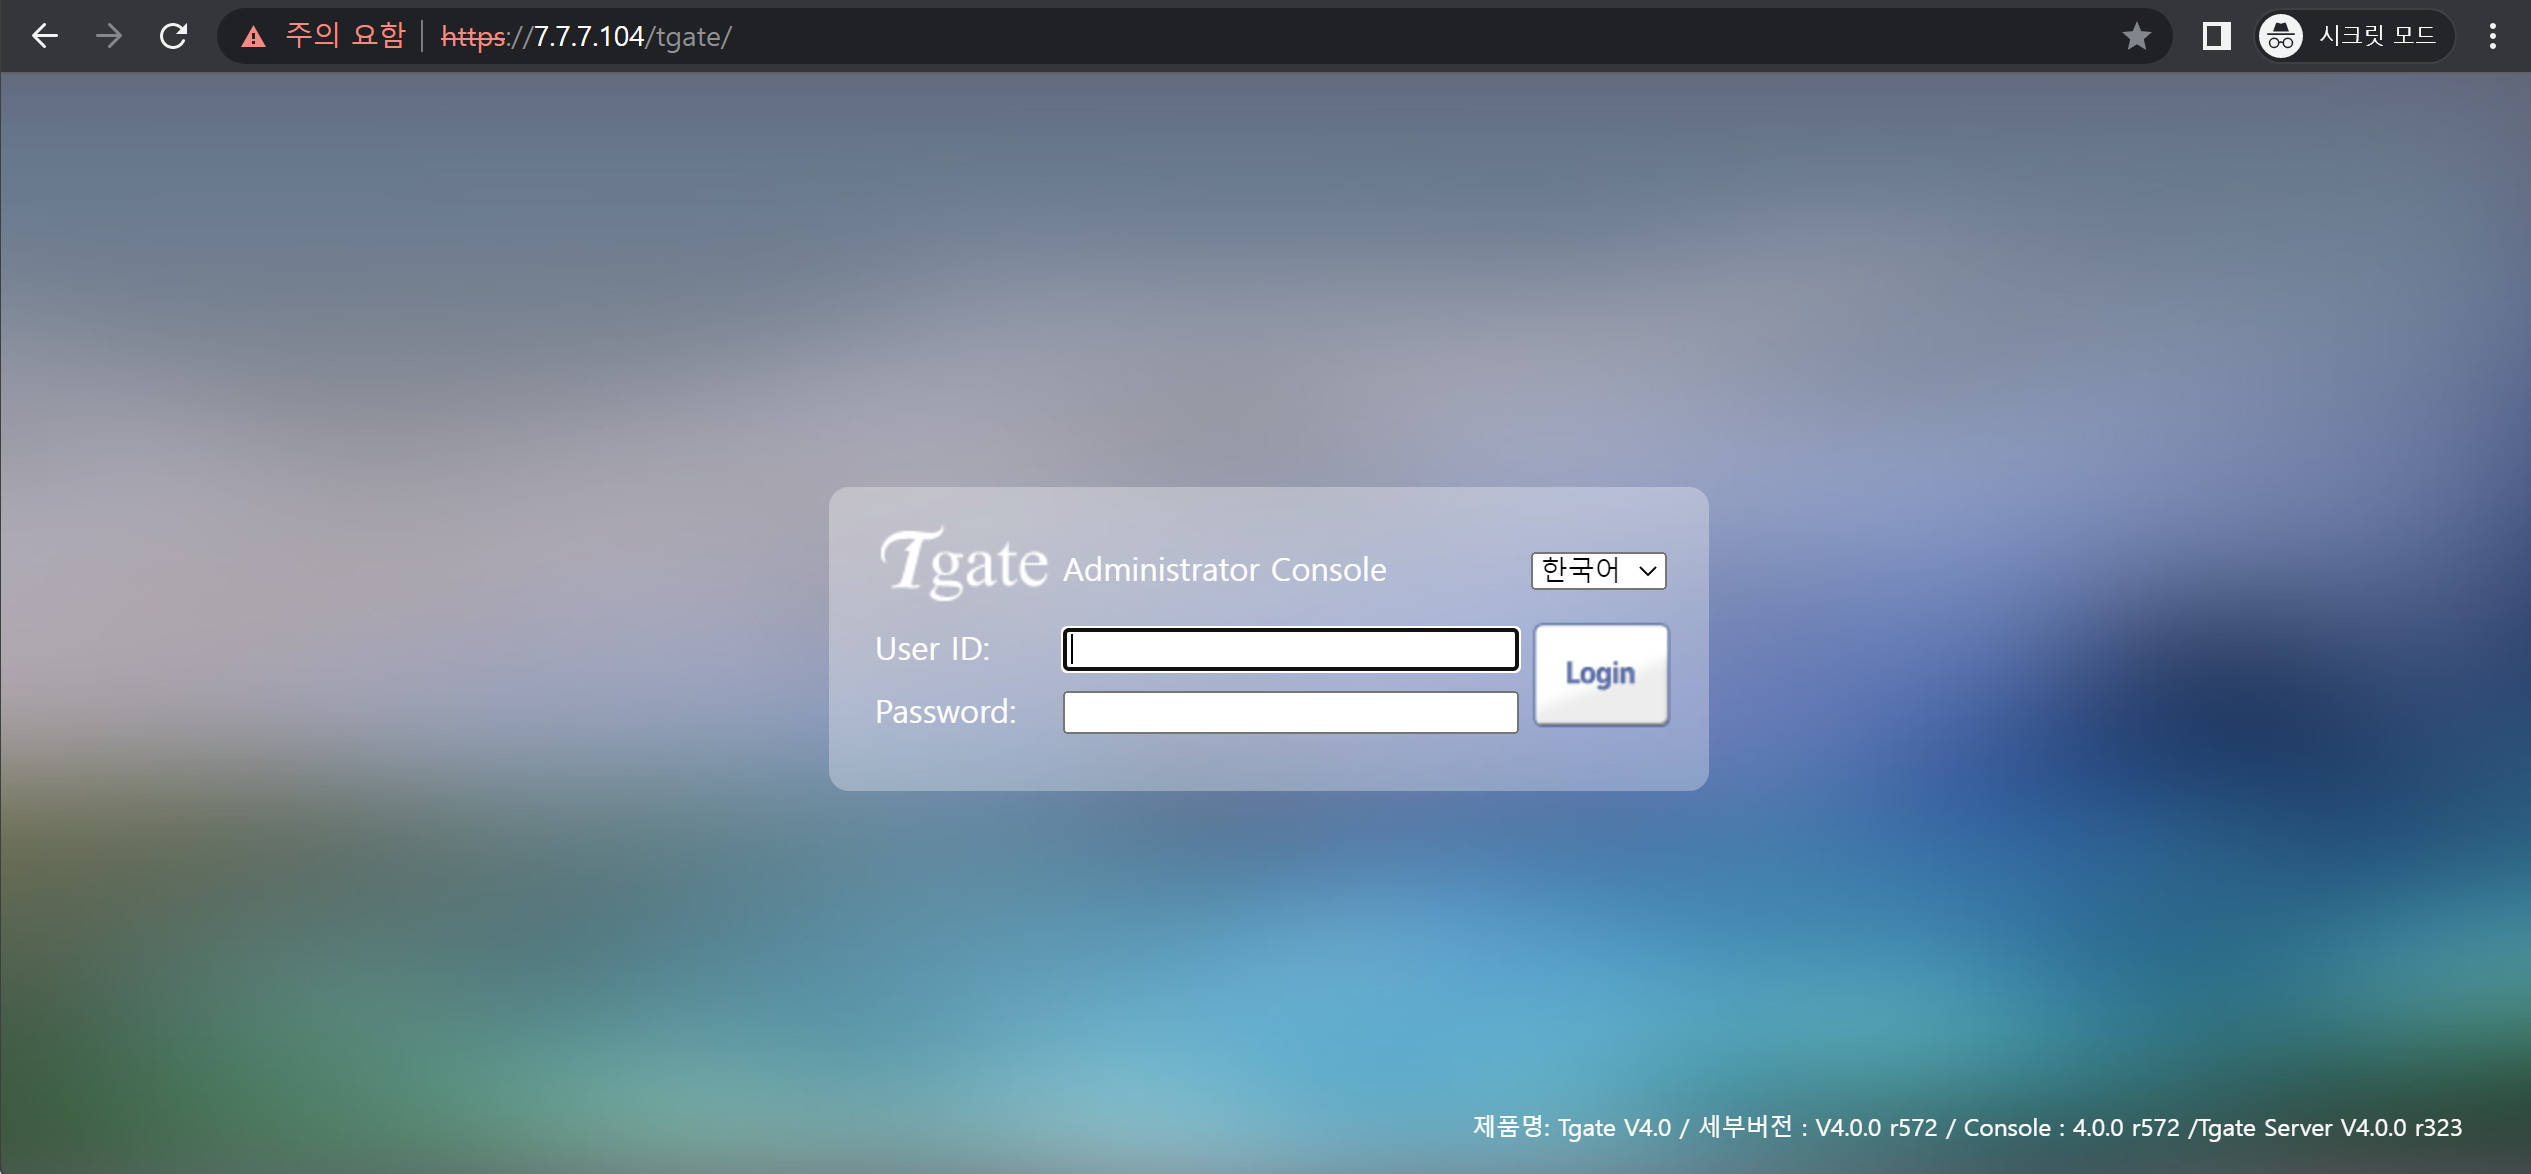 주의 요함 | https://7.7.7.104/tgate/ 시크릿 모드
Tgate Administrator Console 한국어
User ID:
Login
Password:
제품명: Tgate V4.0 / 세부버전 : V4.0.0 r572 / Console : 4.0.0 r572 /Tgate Server V4.0.0 r323